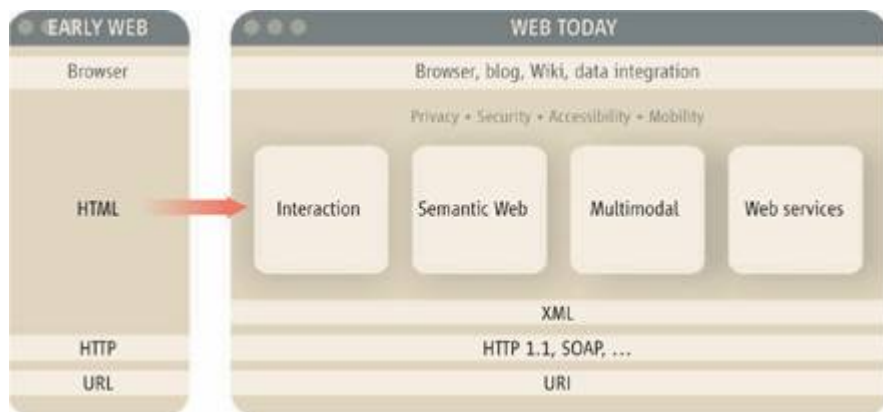 EARLY WEB
Browser
HTML
HTTP
URL
WEB TODAY
Browser, blog, Wiki, data integration
Privacy • Security • Accessibility • Mobility
Interaction
Semantic Web
Multimodal
Web services
XML
HTTP 1.1, SOAP, ...
URI